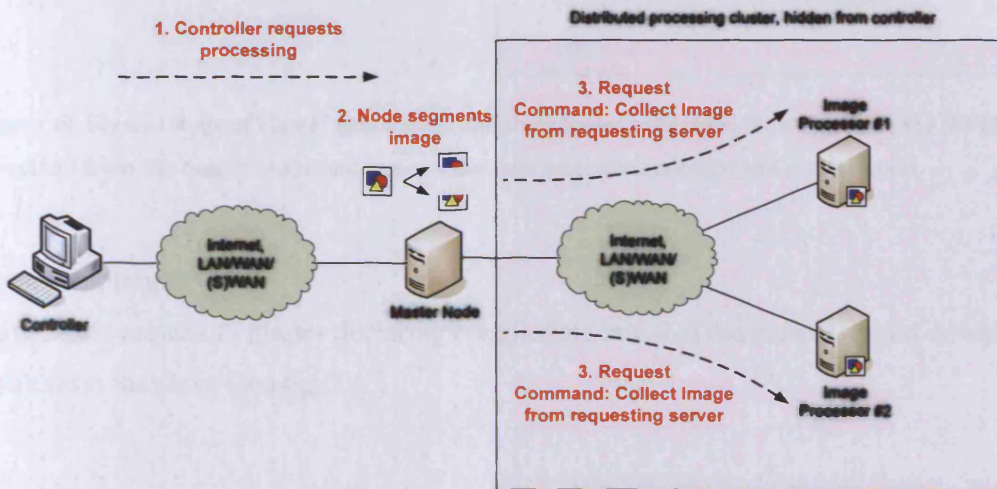 Distributed processing cluster, hidden from controller
1. Controller requests
processing
2. Node segments
image
3. Request
Command: Collect Image
from requesting server
Image
Processor #1
Internet,
LAN/WAN/
(S)WAN
Controller
Master Node
Internet,
LAN/WAN/
(S)WAN
3. Request
Command: Collect Image
from requesting server
Image
Processor #2